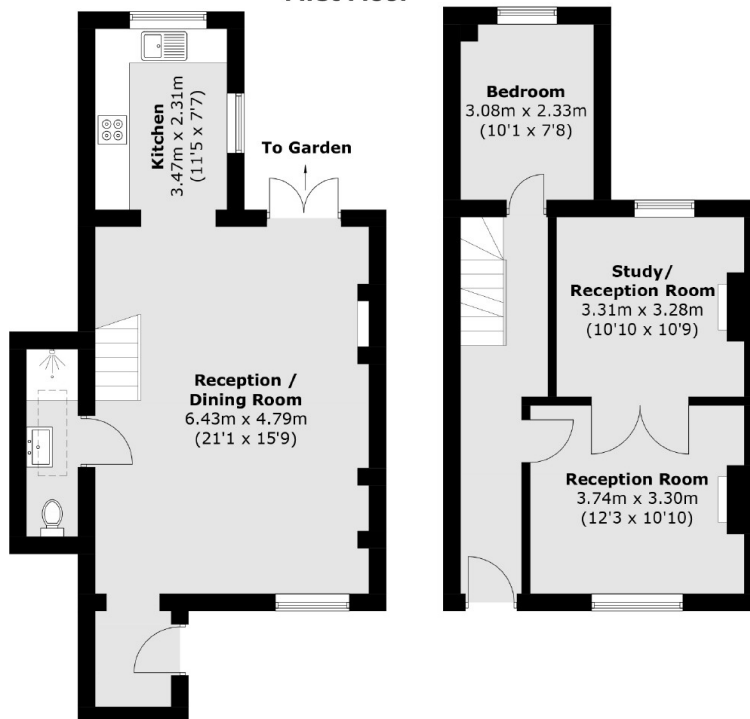 Kitchen
3.47m x 2.31m
(11'5 x 7'7)
To Garden
Reception /
Dining Room
6.43m x 4.79m
(21'1 x 15'9)
Bedroom
3.08m x 2.33m
(10'1 x 7'8)
Study/
Reception Room
3.31m x 3.28m
(10'10 x 10'9)
Reception Room
3.74m x 3.30m
(12'3 x 10'10)